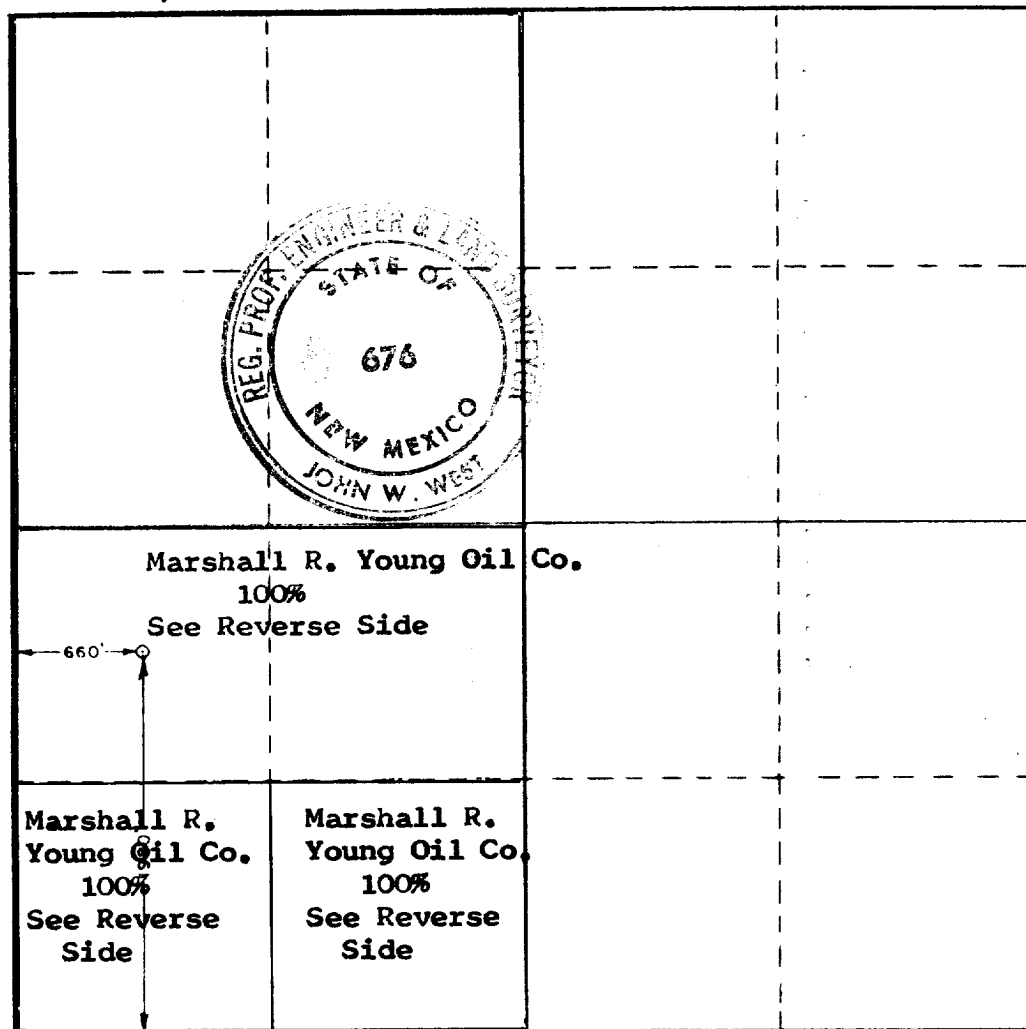 REG. PROF. ENGINEER & LAND SURVEYOR
STATE OF
676
NEW MEXICO
JOHN W. WEST
Marshall R. Young Oil Co.
100%
See Reverse Side
660'
Marshall R.
Young Oil Co.
100%
See Reverse
Side
Marshall R.
Young Oil Co.
100%
See Reverse
Side